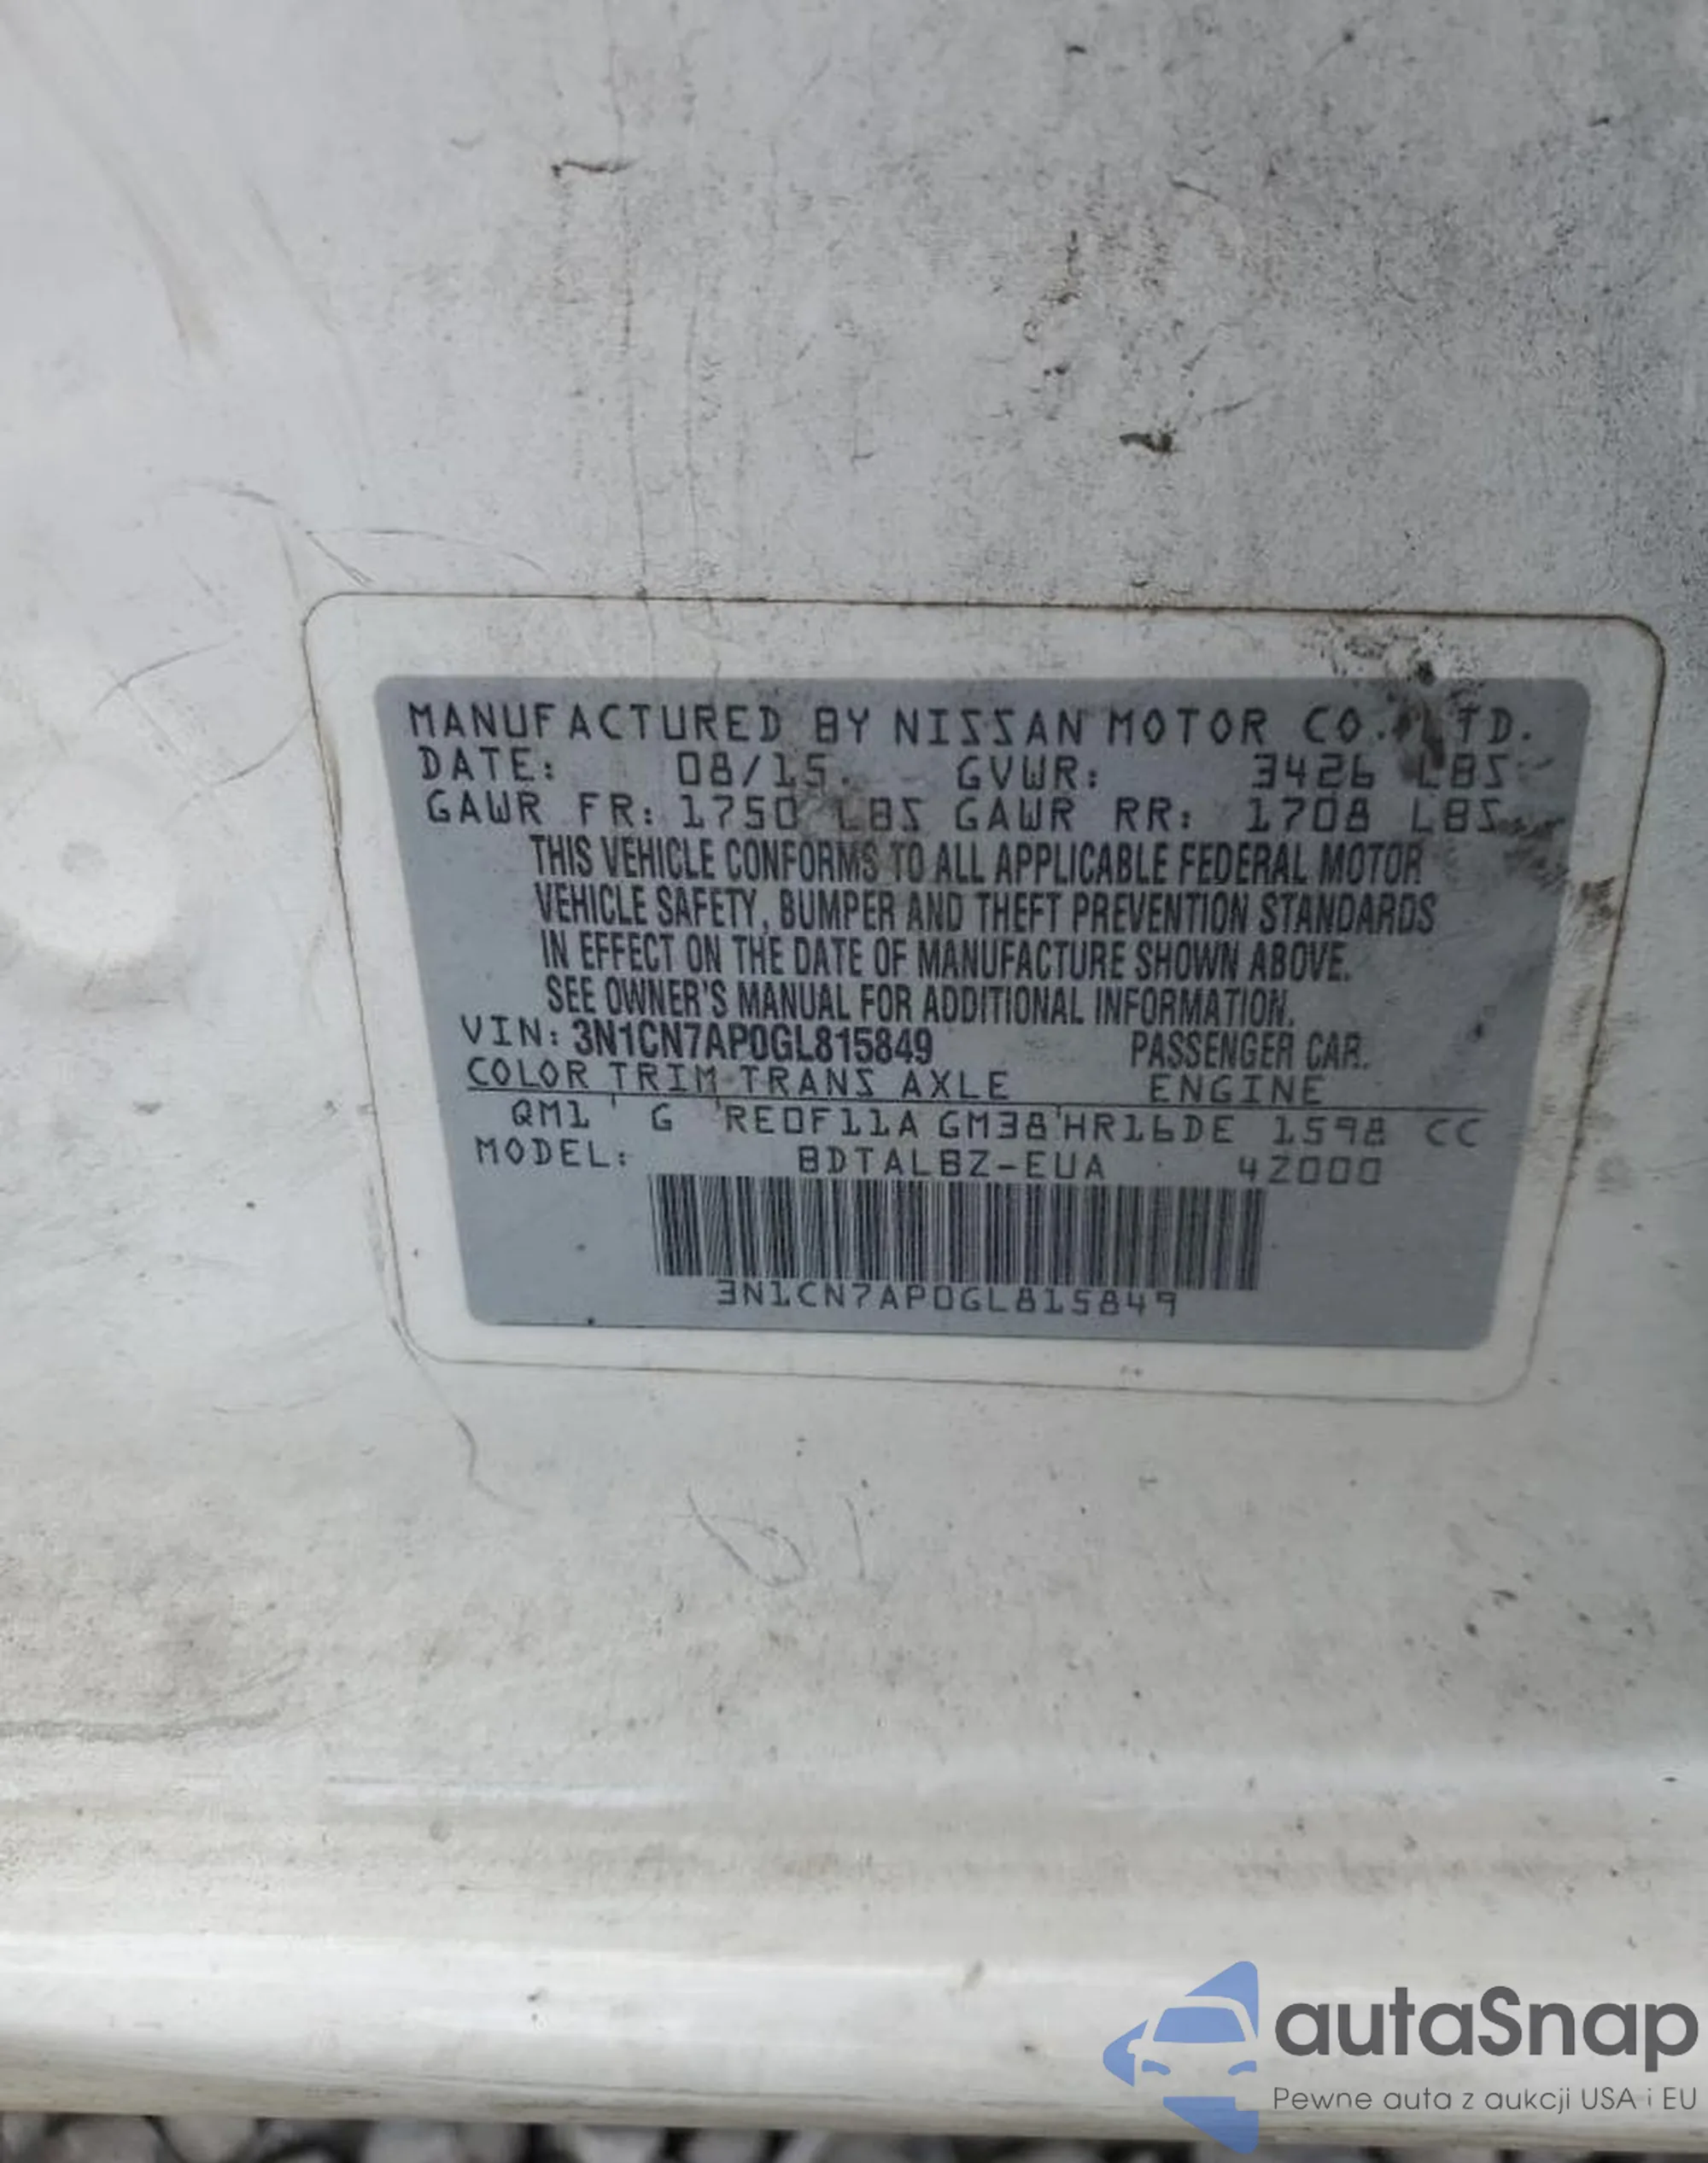 MANUFACTURED BY NISSAN MOTOR CO., LTD.
DATE: 08/15 GVWR: 3426 LBS
GAWR FR: 1750 LBS GAWR RR: 1708 LBS
THIS VEHICLE CONFORMS TO ALL APPLICABLE FEDERAL MOTOR
VEHICLE SAFETY, BUMPER AND THEFT PREVENTION STANDARDS
IN EFFECT ON THE DATE OF MANUFACTURE SHOWN ABOVE.
SEE OWNER'S MANUAL FOR ADDITIONAL INFORMATION.
VIN: 3N1CN7AP0GL815849 PASSENGER CAR.
COLOR TRIM TRANS AXLE ENGINE
QM1 G RE0F11A GM38 HR16DE 1598 CC
MODEL: BDTALBZ-EUA 42000
3N1CN7AP0GL815849
autaSnap
Pewne auta z aukcji USA i EU